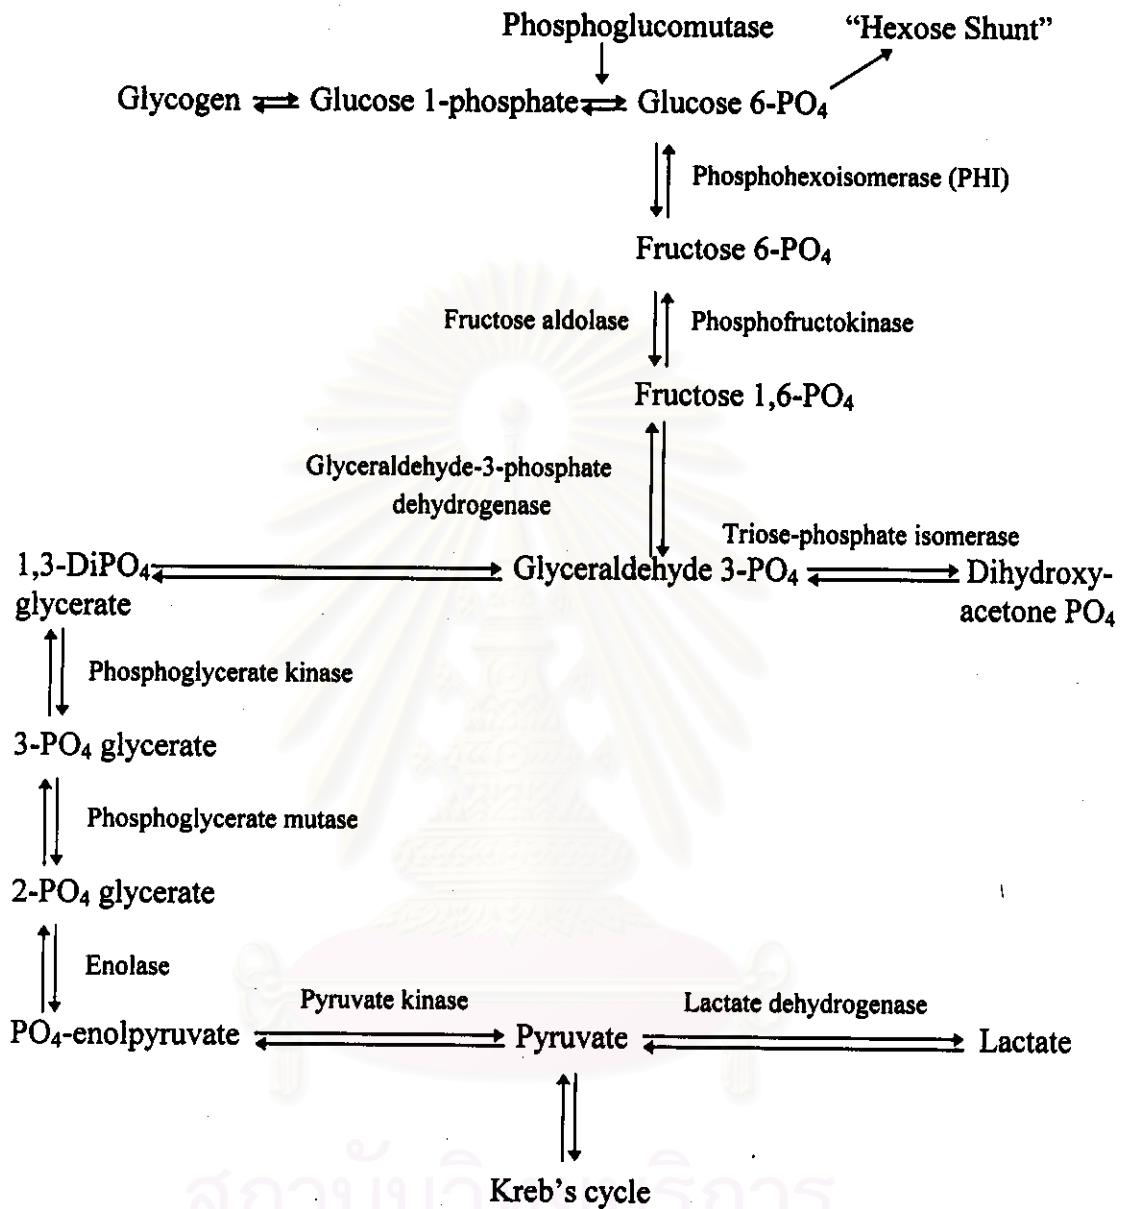 Phosphoglucomutase "Hexose Shunt"
Glycogen Glucose 1-phosphate Glucose 6-PO₄
Phosphohexoisomerase (PHI)
Fructose 6-PO₄
Fructose aldolase Phosphofructokinase
Fructose 1,6-PO₄
Glyceraldehyde-3-phosphate
dehydrogenase
Triose-phosphate isomerase
1,3-DiPO₄ Glyceraldehyde 3-PO₄ Dihydroxy-
glycerate acetone PO₄
Phosphoglycerate kinase
3-PO₄ glycerate
Phosphoglycerate mutase
2-PO₄ glycerate
Enolase
Pyruvate kinase Lactate dehydrogenase
PO₄-enolpyruvate Pyruvate Lactate
Kreb's cycle